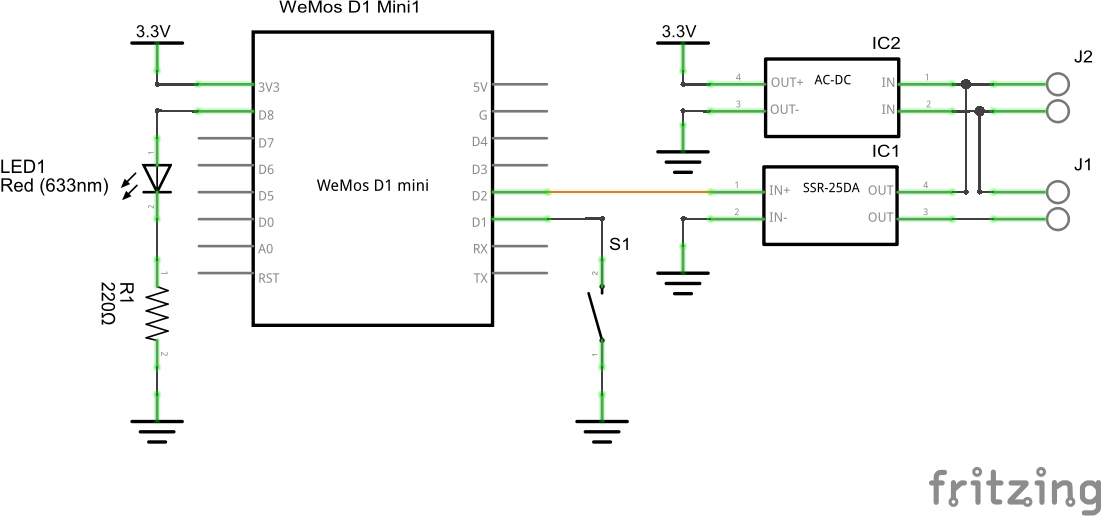 WeMos D1 Mini1
3.3V
3V3
D8
D7
D6
D5
D0
A0
RST
WeMos D1 mini
5V
G
D4
D3
D2
D1
RX
TX
LED1
Red (633nm)
1
2
R1
220Ω
1
2
S1
2
1
3.3V
IC2
AC-DC
4
OUT+
3
OUT-
IN
1
IN
2
J2
IC1
SSR-25DA
1
IN+
2
IN-
OUT
4
OUT
3
J1
fritzing